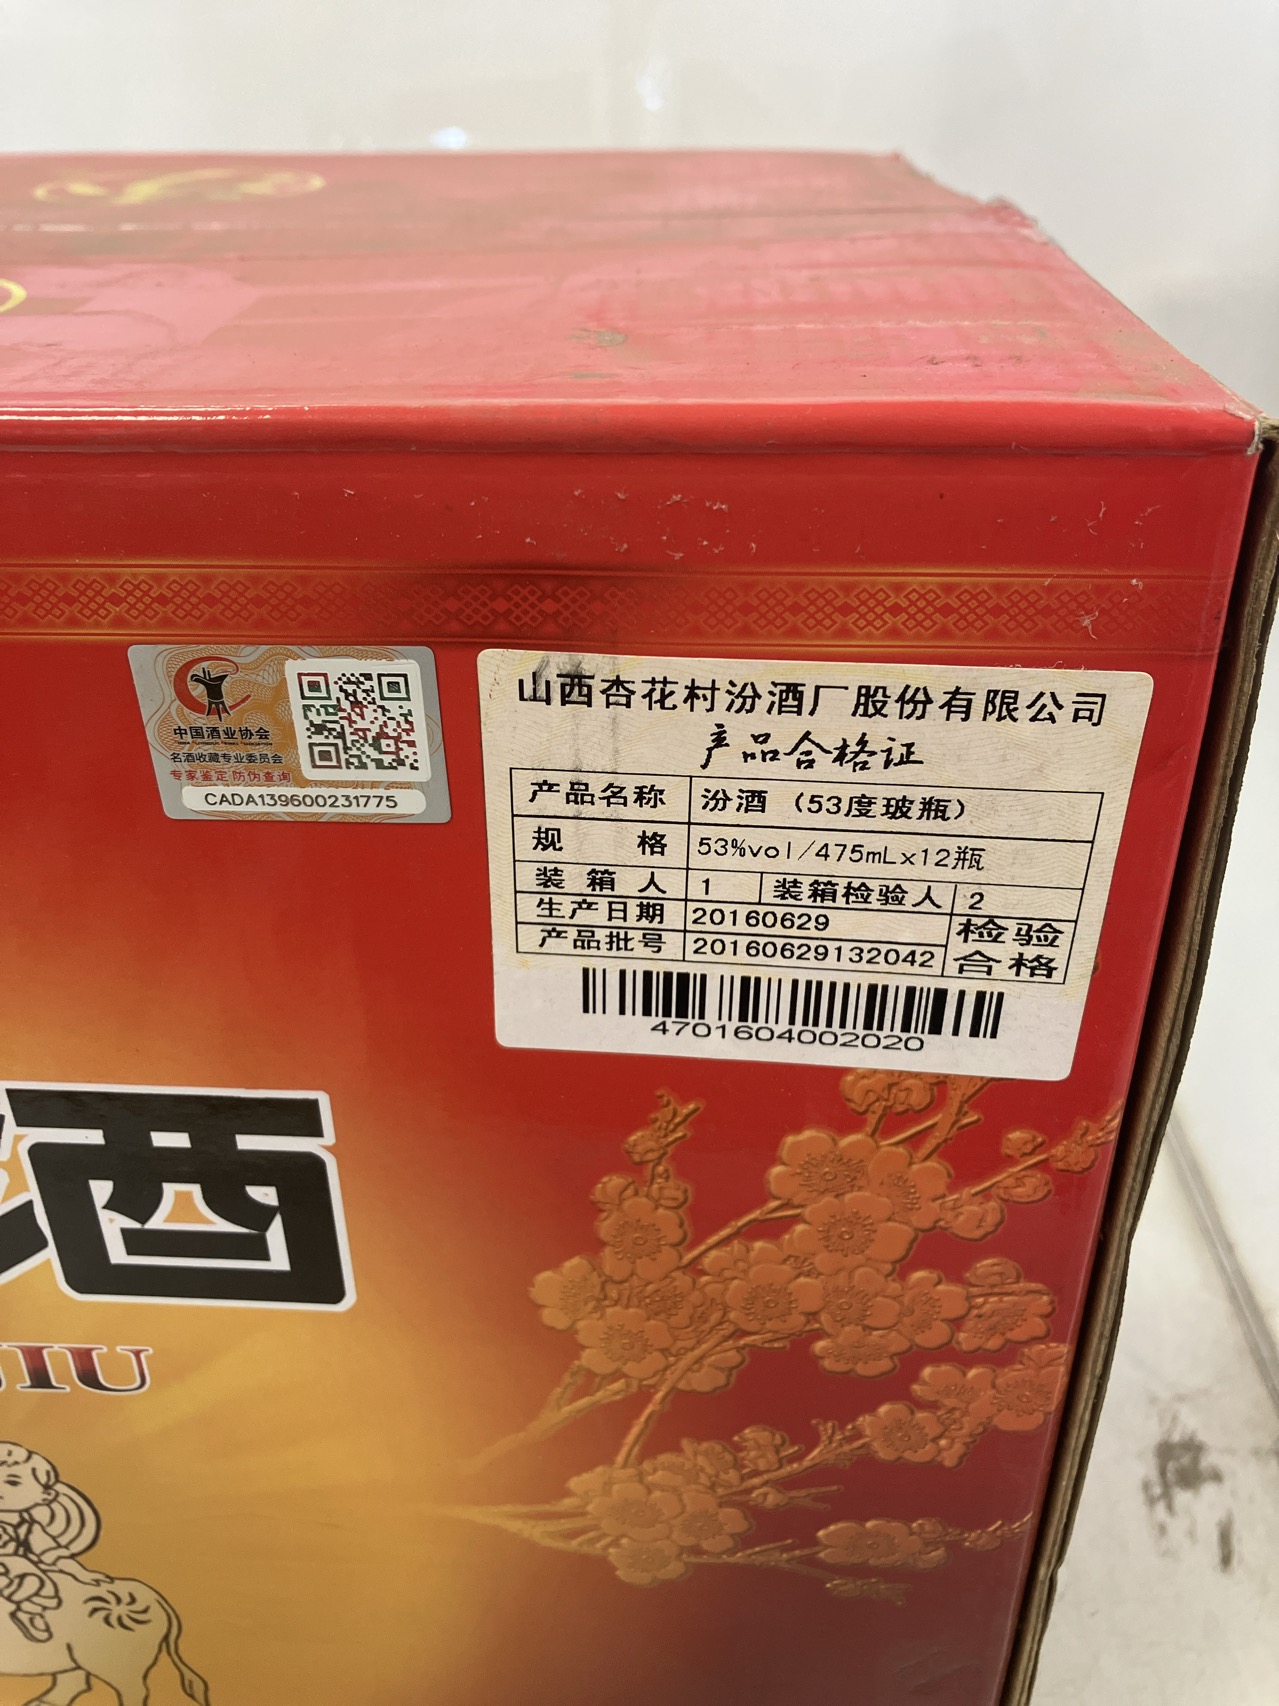 中国酒业协会
名酒收藏专业委员会
专家鉴定 防伪查询
CADA139600231775
山西杏花村汾酒厂股份有限公司
产品合格证
产品名称 汾酒（53度玻瓶）
规 格 53%vol/475mL×12瓶
装箱人 1 装箱检验人 2
生产日期 20160629 检验
产品批号 20160629132042 合格
4701604002020
酒
JIU